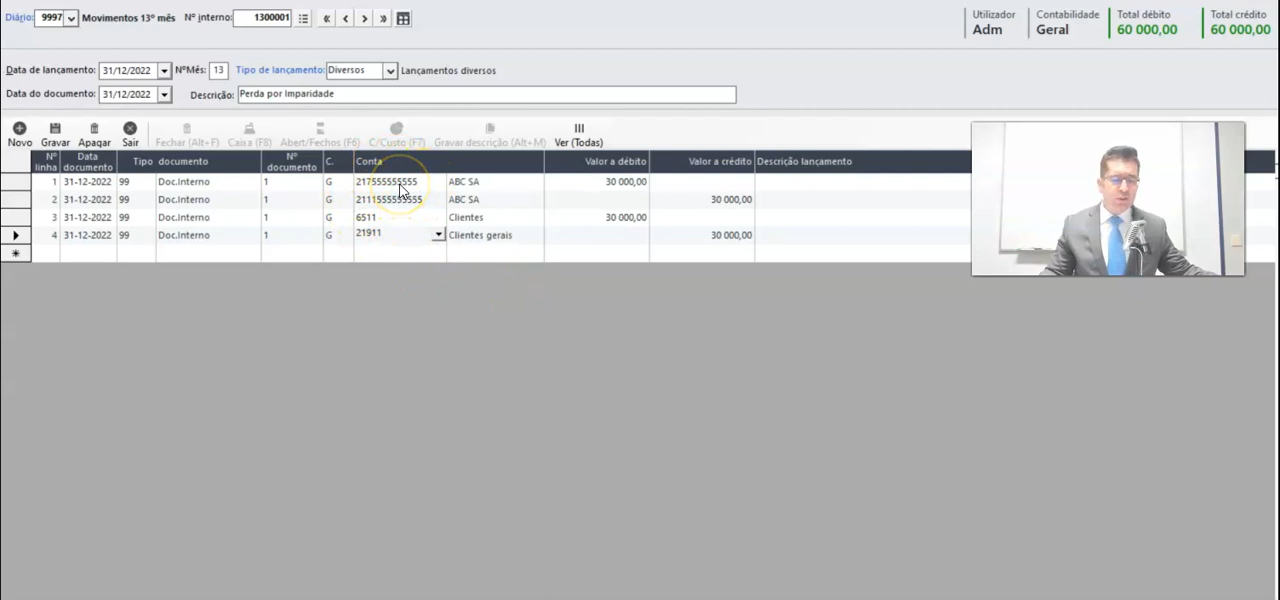 Diário: 9997 Movimentos 13º mês Nº interno: 1300001
Utilizador Contabilidade Total débito Total crédito
Adm Geral 60 000,00 60 000,00
Data de lançamento: 31/12/2022 NºMês: 13 Tipo de lançamento: Diversos Lançamentos diversos
Data do documento: 31/12/2022 Descrição: Perda por Imparidade
Novo Gravar Apagar Sair Fechar (Alt+F) Caixa (F8) Abert/Fechos (F6) C/Custo (F7) Gravar descrição (Alt+M) Ver (Todas)
Nº linha Data documento Tipo documento Nº documento C. Conta Valor a débito Valor a crédito Descrição lançamento
1 31-12-2022 99 Doc.Interno 1 G 217555555555 ABC SA 30 000,00
2 31-12-2022 99 Doc.Interno 1 G 2111555555555 ABC SA 30 000,00
3 31-12-2022 99 Doc.Interno 1 G 6511 Clientes 30 000,00
4 31-12-2022 99 Doc.Interno 1 G 21911 Clientes gerais 30 000,00